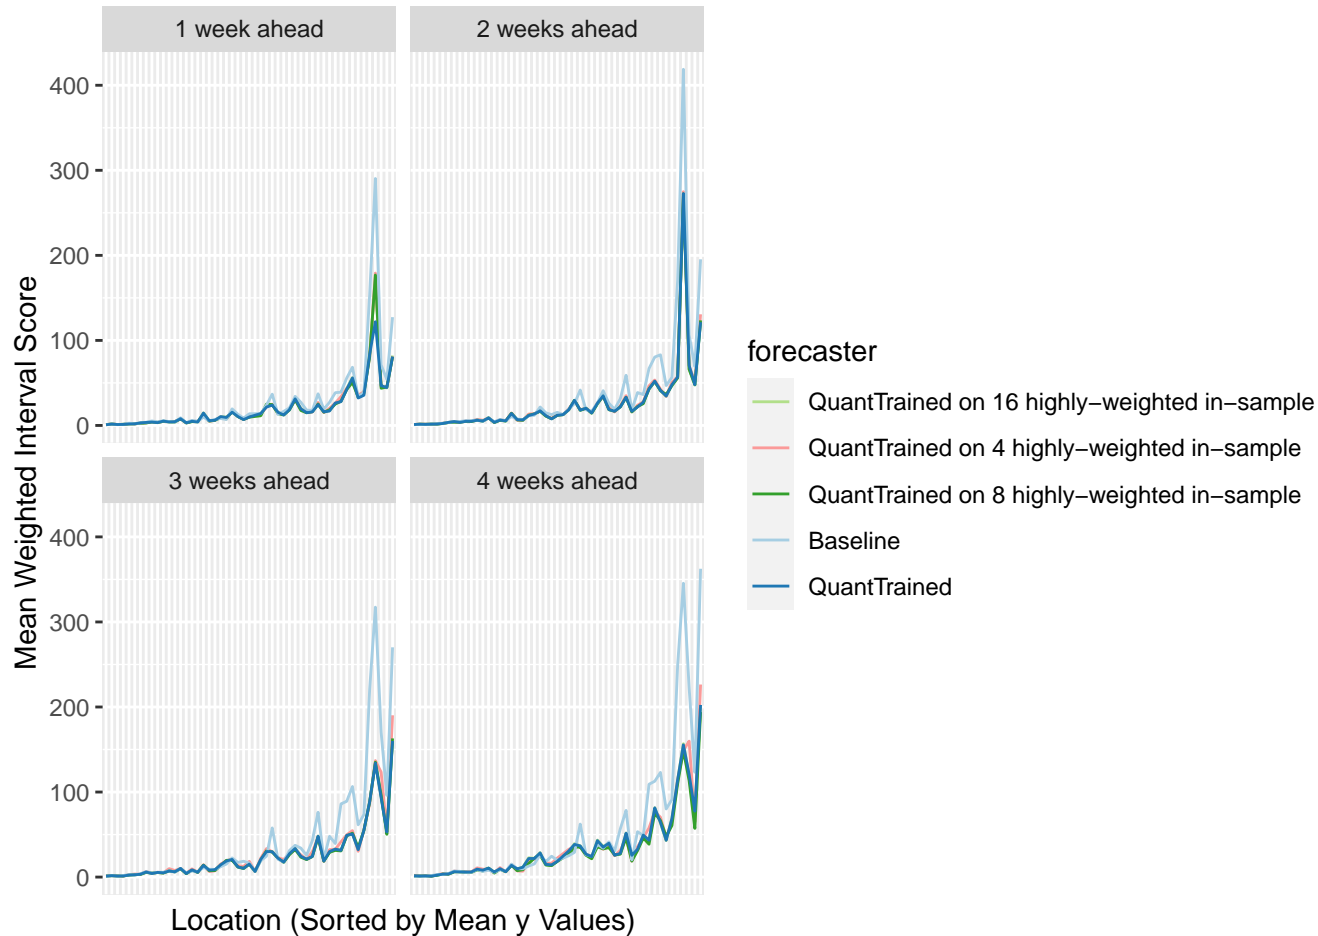 1 week ahead
2 weeks ahead
400
300
200
100
0
3 weeks ahead
4 weeks ahead
400
300
200
100
0
Mean Weighted Interval Score
Location (Sorted by Mean y Values)
forecaster
QuantTrained on 16 highly−weighted in−sample
QuantTrained on 4 highly−weighted in−sample
QuantTrained on 8 highly−weighted in−sample
Baseline
QuantTrained